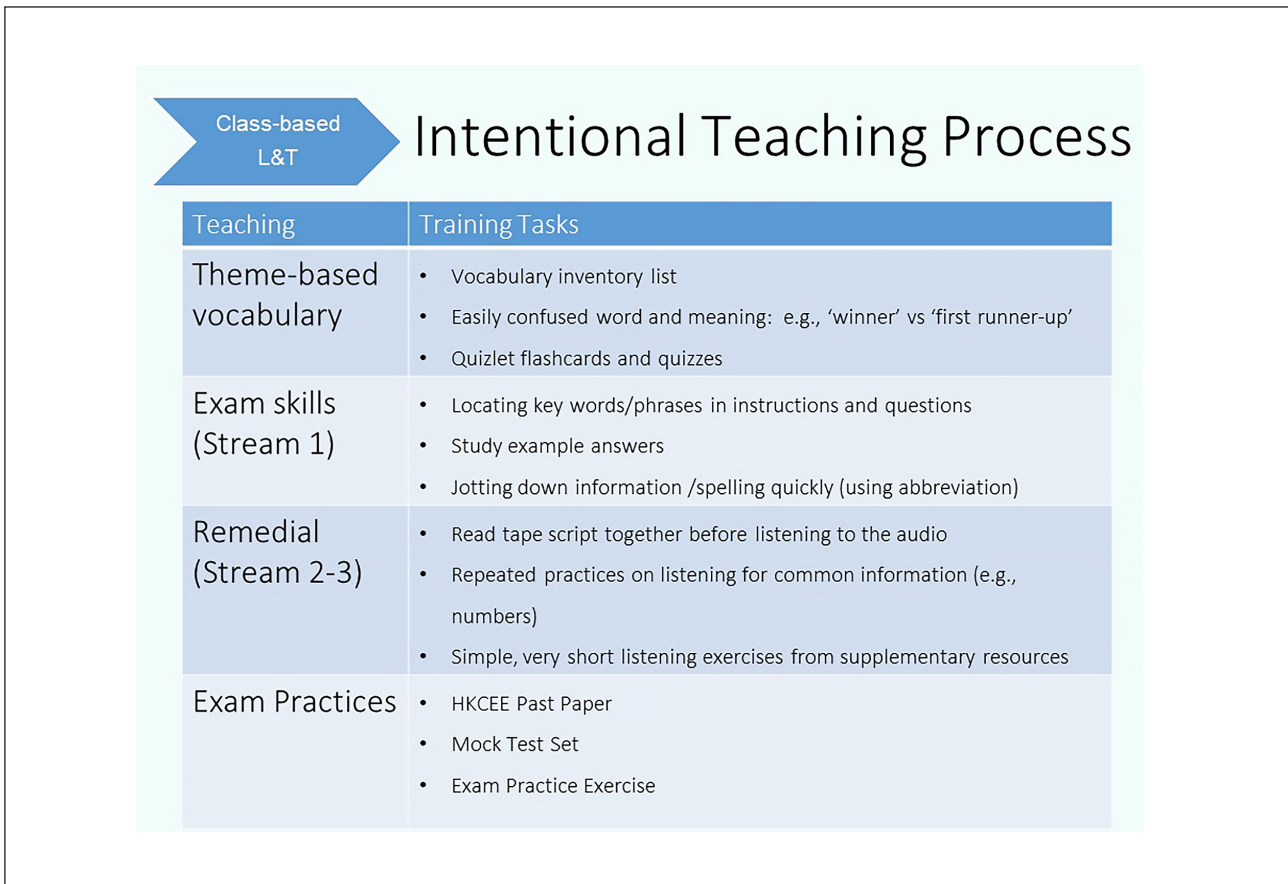 Class-based
L&T
Intentional Teaching Process
Teaching
Training Tasks
Theme-based
vocabulary
• Vocabulary inventory list
• Easily confused word and meaning: e.g., ‘winner’ vs ‘first runner-up’
• Quizlet flashcards and quizzes
Exam skills
(Stream 1)
• Locating key words/phrases in instructions and questions
• Study example answers
• Jotting down information /spelling quickly (using abbreviation)
Remedial
(Stream 2-3)
• Read tape script together before listening to the audio
• Repeated practices on listening for common information (e.g.,
numbers)
• Simple, very short listening exercises from supplementary resources
Exam Practices
• HKCEE Past Paper
• Mock Test Set
• Exam Practice Exercise